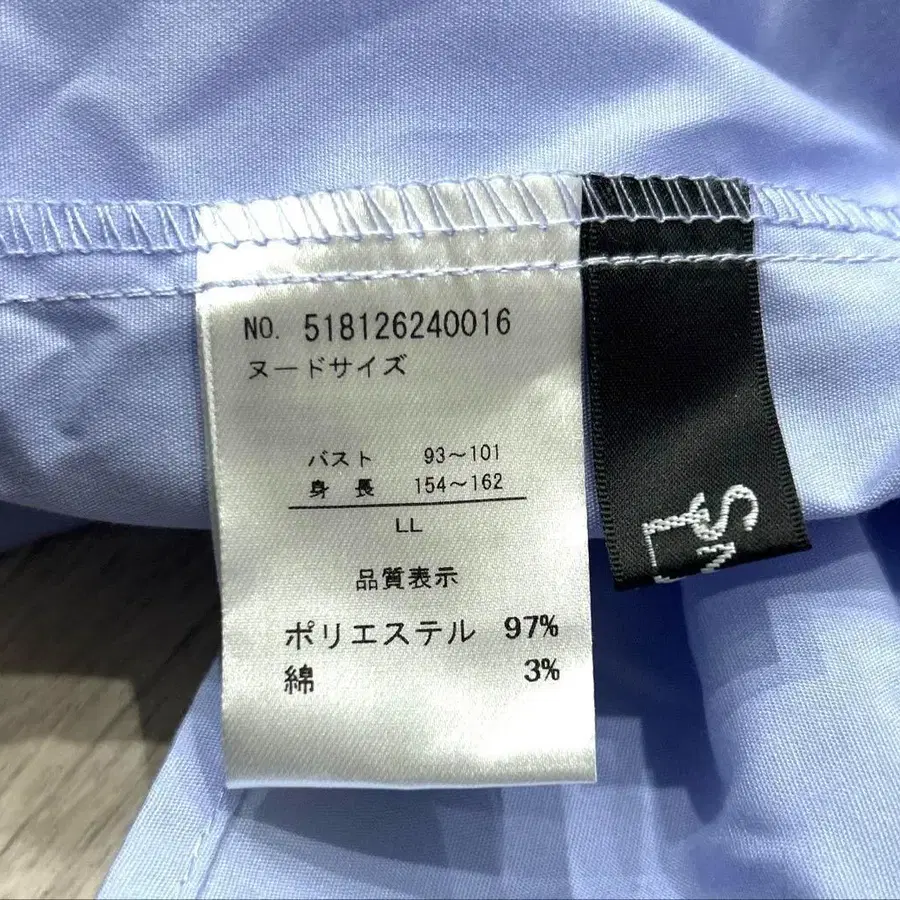 NO. 518126240016
ヌードサイズ
バスト 93～101
身 長 154～162
LL
品質表示
ポリエステル 97%
綿 3%